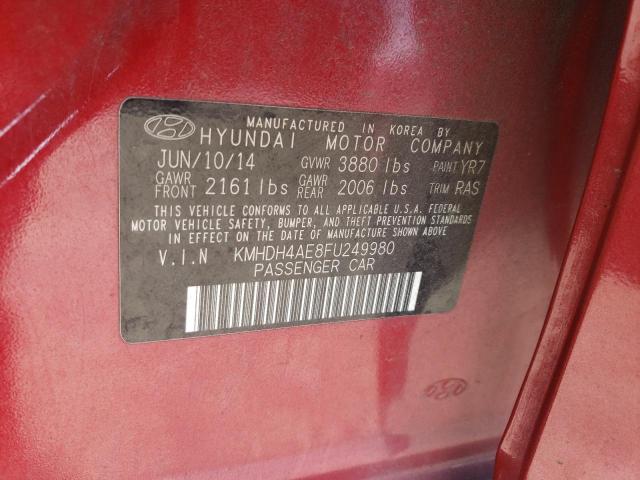 MANUFACTURED IN KOREA BY
HYUNDAI MOTOR COMPANY
JUN/10/14 GVWR 3880 lbs PAINT YR7
GAWR FRONT 2161 lbs GAWR REAR 2006 lbs TRIM RAS
THIS VEHICLE CONFORMS TO ALL APPLICABLE U.S.A. FEDERAL
MOTOR VEHICLE SAFETY, BUMPER, AND THEFT PREVENTION STANDARDS
IN EFFECT ON THE DATE OF MANUFACTURE SHOWN ABOVE
V.I.N KMHDH4AE8FU249980
PASSENGER CAR